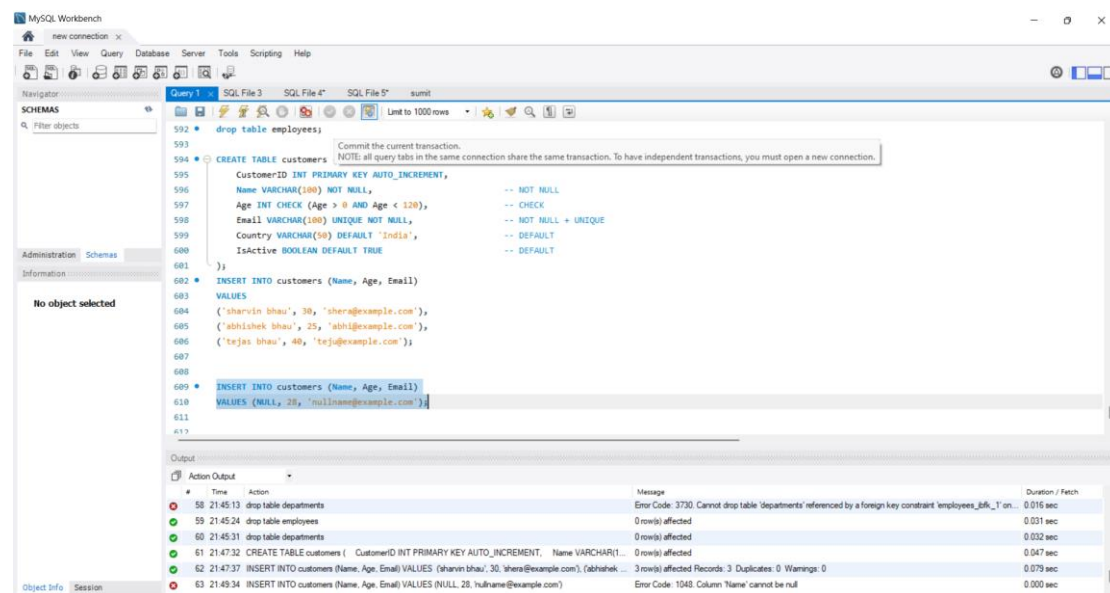 MySQL Workbench
new connection ×
File Edit View Query Database Server Tools Scripting Help
Navigator
SCHEMAS
Filter objects
Administration Schemas
Information
No object selected
Object Info Session
Query 1 × SQL File 3 SQL File 4* SQL File 5* sumit
Limit to 1000 rows
592 drop table employees;
593
Commit the current transaction.
NOTE: all query tabs in the same connection share the same transaction. To have independent transactions, you must open a new connection.
594 CREATE TABLE customers
595 CustomerID INT PRIMARY KEY AUTO_INCREMENT,
596 Name VARCHAR(100) NOT NULL, -- NOT NULL
597 Age INT CHECK (Age > 0 AND Age < 120), -- CHECK
598 Email VARCHAR(100) UNIQUE NOT NULL, -- NOT NULL + UNIQUE
599 Country VARCHAR(50) DEFAULT 'India', -- DEFAULT
600 IsActive BOOLEAN DEFAULT TRUE -- DEFAULT
601 );
602 INSERT INTO customers (Name, Age, Email)
603 VALUES
604 ('sharvin bhau', 30, 'shera@example.com'),
605 ('abhishek bhau', 25, 'abhi@example.com'),
606 ('tejas bhau', 40, 'teju@example.com');
607
608
609 INSERT INTO customers (Name, Age, Email)
610 VALUES (NULL, 28, 'nullname@example.com');
611
612
Output
Action Output
# Time Action Message Duration / Fetch
58 21:45:13 drop table departments Error Code: 3730. Cannot drop table 'departments' referenced by a foreign key constraint 'employees_ibfk_1' on... 0.016 sec
59 21:45:24 drop table employees 0 row(s) affected 0.031 sec
60 21:45:31 drop table departments 0 row(s) affected 0.032 sec
61 21:47:32 CREATE TABLE customers ( CustomerID INT PRIMARY KEY AUTO_INCREMENT, Name VARCHAR(1... 0 row(s) affected 0.047 sec
62 21:47:37 INSERT INTO customers (Name, Age, Email) VALUES ('sharvin bhau', 30, 'shera@example.com'), ('abhishek ... 3 row(s) affected Records: 3 Duplicates: 0 Warnings: 0 0.079 sec
63 21:49:34 INSERT INTO customers (Name, Age, Email) VALUES (NULL, 28, 'nullname@example.com') Error Code: 1048. Column 'Name' cannot be null 0.000 sec